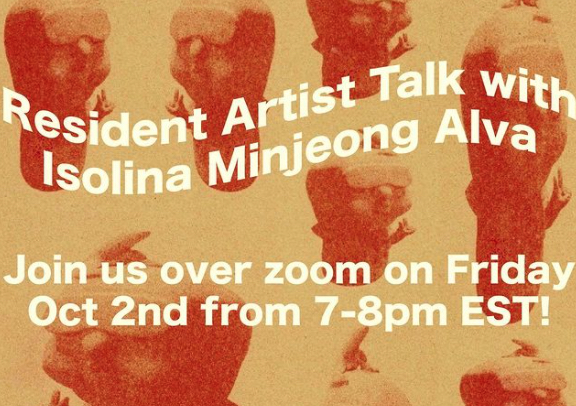 Resident Artist Talk with
Isolina Minjeong Alva
Join us over zoom on Friday
Oct 2nd from 7-8pm EST!